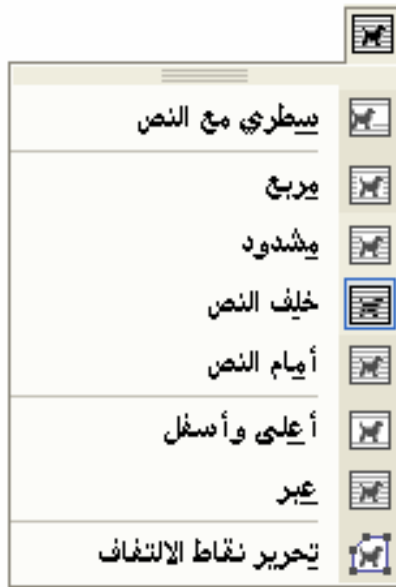 سطري مع النص
مربع
مشدود
خلف النص
أمام النص
أعلى وأسفل
عبر
تحرير نقاط الالتفاف